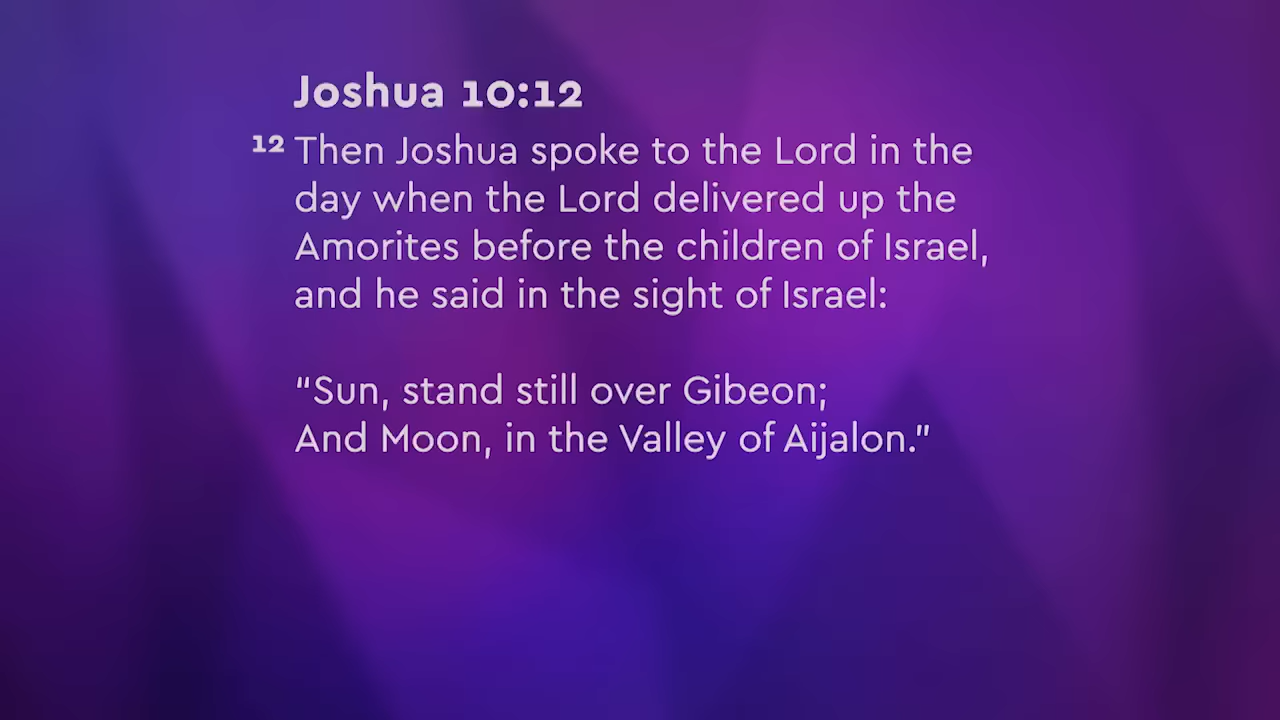 Joshua 10:12
12 Then Joshua spoke to the Lord in the
day when the Lord delivered up the
Amorites before the children of Israel,
and he said in the sight of Israel:
“Sun, stand still over Gibeon;
And Moon, in the Valley of Aijalon.”